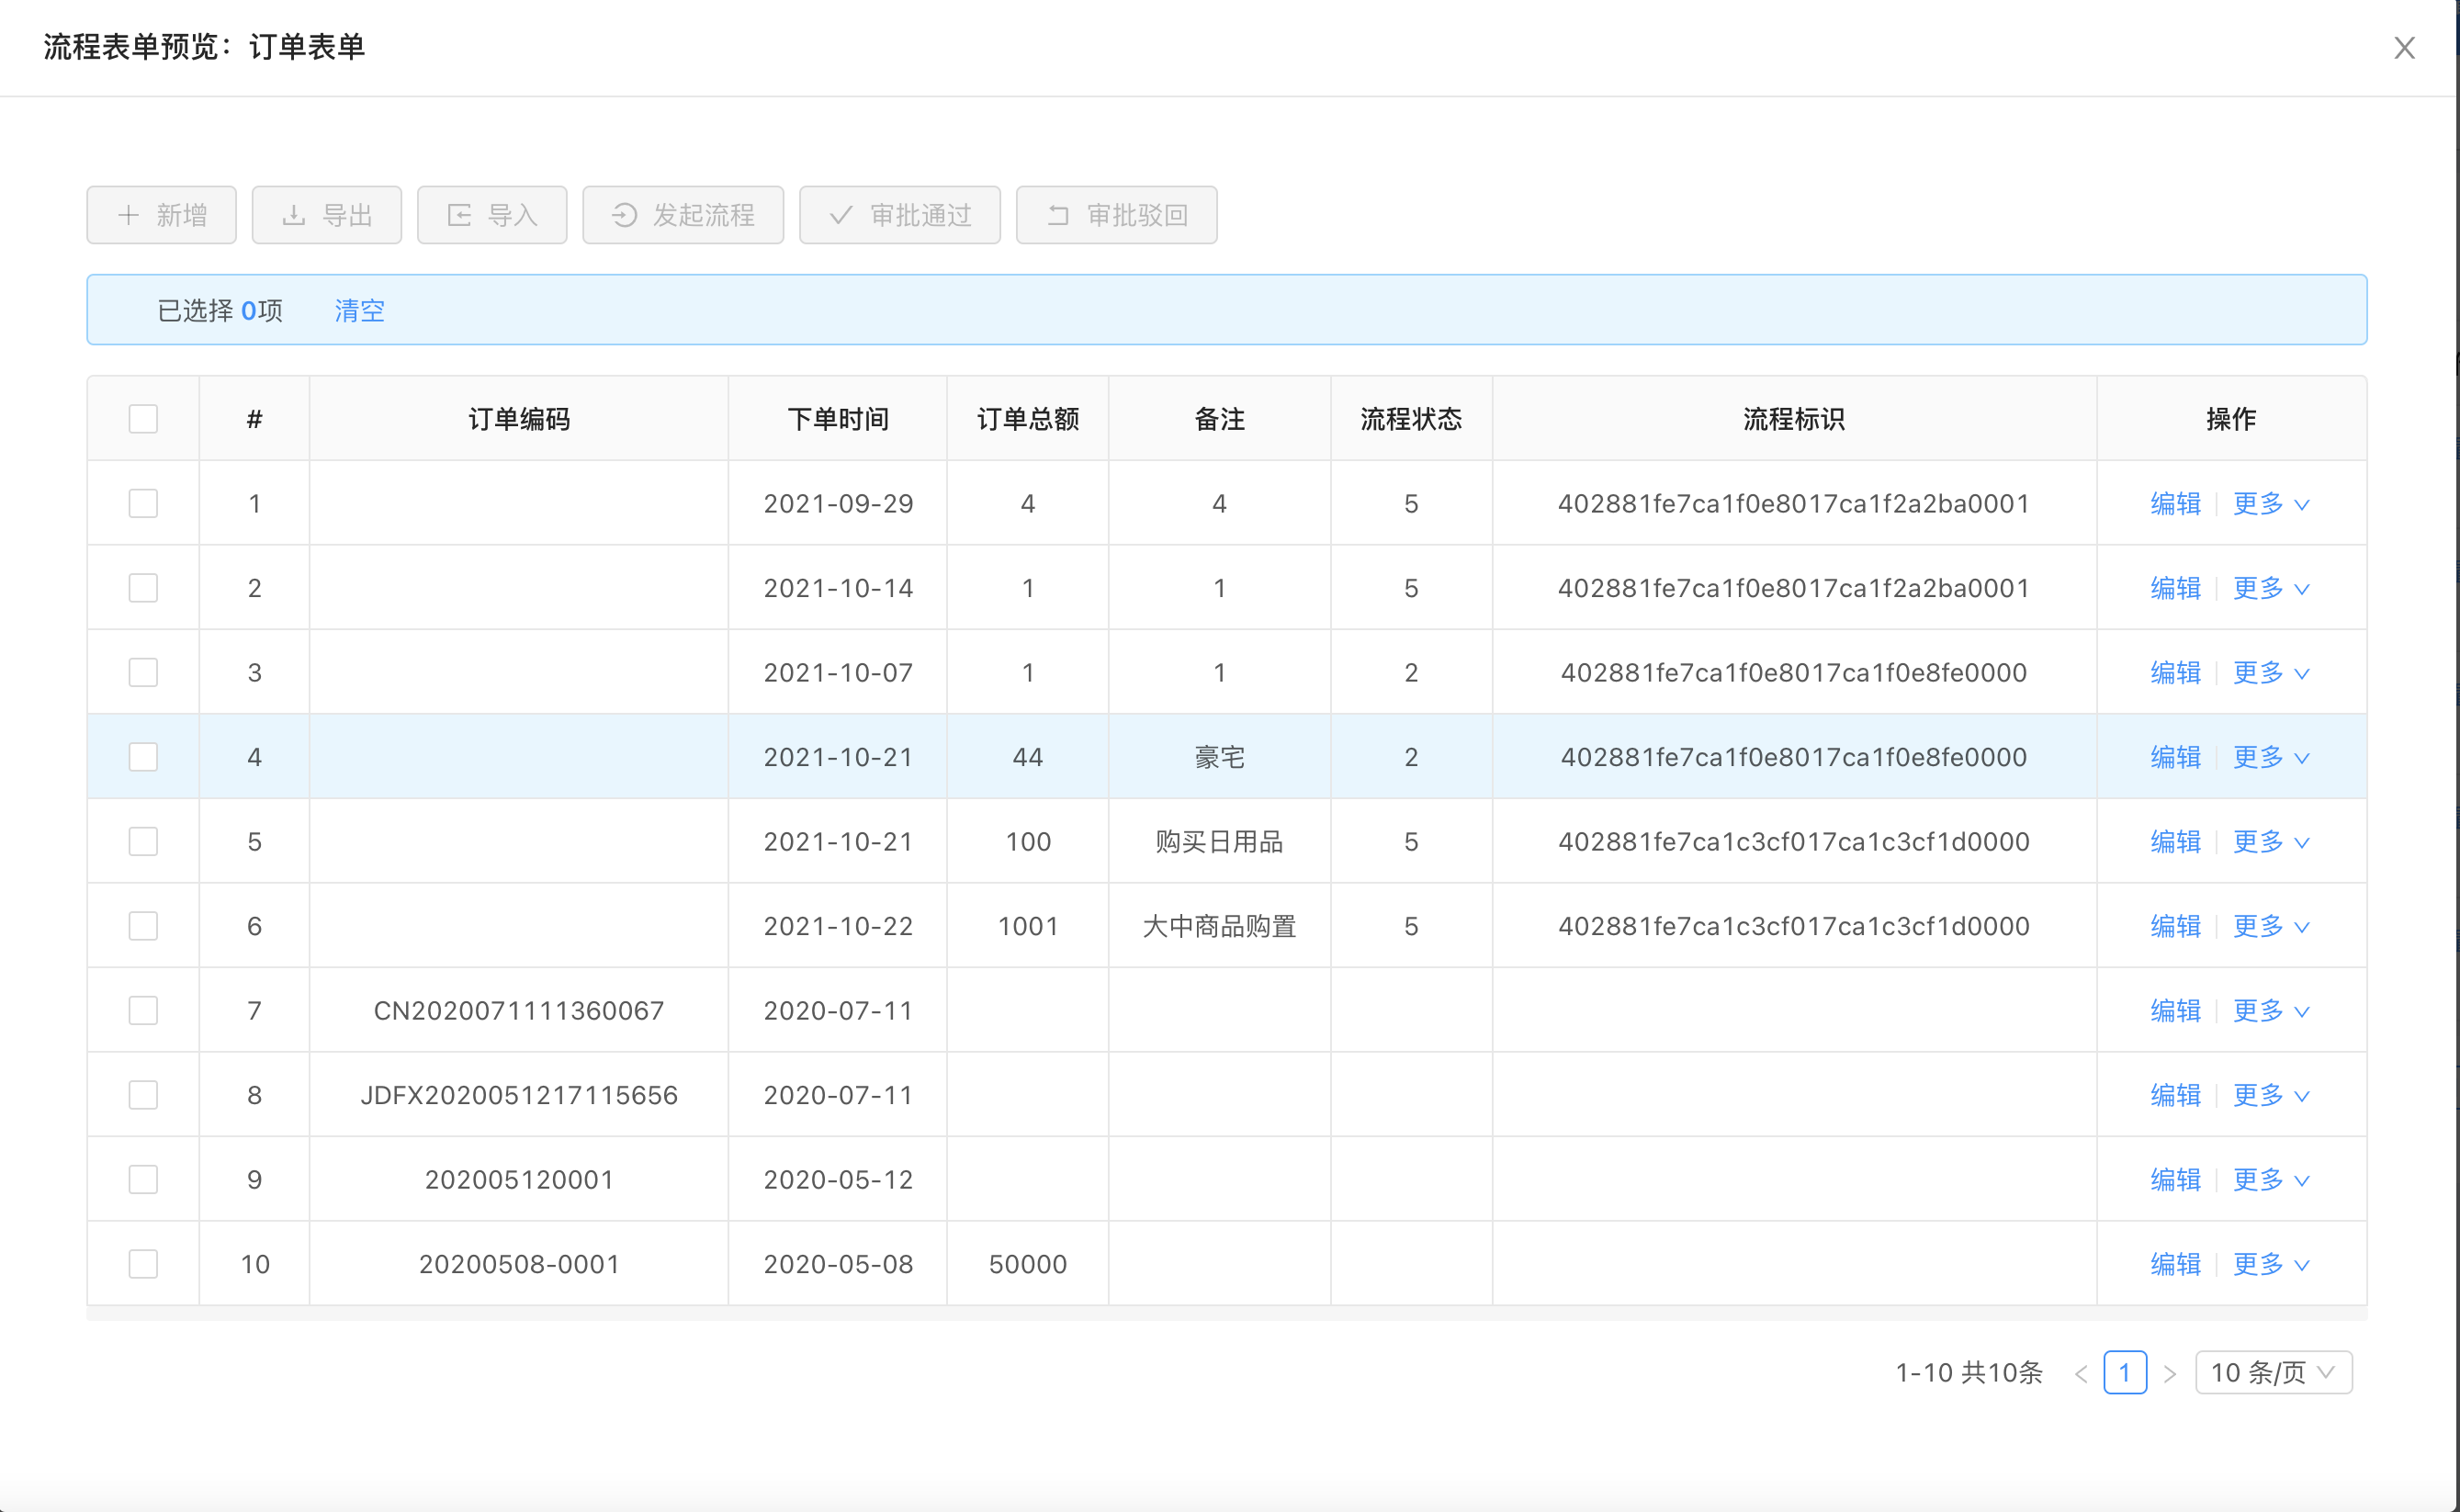 流程表单预览：订单表单
新增 导出 导入 发起流程 审批通过 审批驳回
已选择 0项 清空
# 订单编码 下单时间 订单总额 备注 流程状态 流程标识 操作
1 2021-09-29 4 4 5 402881fe7ca1f0e8017ca1f2a2ba0001 编辑 更多
2 2021-10-14 1 1 5 402881fe7ca1f0e8017ca1f2a2ba0001 编辑 更多
3 2021-10-07 1 1 2 402881fe7ca1f0e8017ca1f0e8fe0000 编辑 更多
4 2021-10-21 44 豪宅 2 402881fe7ca1f0e8017ca1f0e8fe0000 编辑 更多
5 2021-10-21 100 购买日用品 5 402881fe7ca1c3cf017ca1c3cf1d0000 编辑 更多
6 2021-10-22 1001 大中商品购置 5 402881fe7ca1c3cf017ca1c3cf1d0000 编辑 更多
7 CN2020071111360067 2020-07-11 编辑 更多
8 JDFX2020051217115656 2020-07-11 编辑 更多
9 202005120001 2020-05-12 编辑 更多
10 20200508-0001 2020-05-08 50000 编辑 更多
1-10 共10条 < 1 > 10 条/页